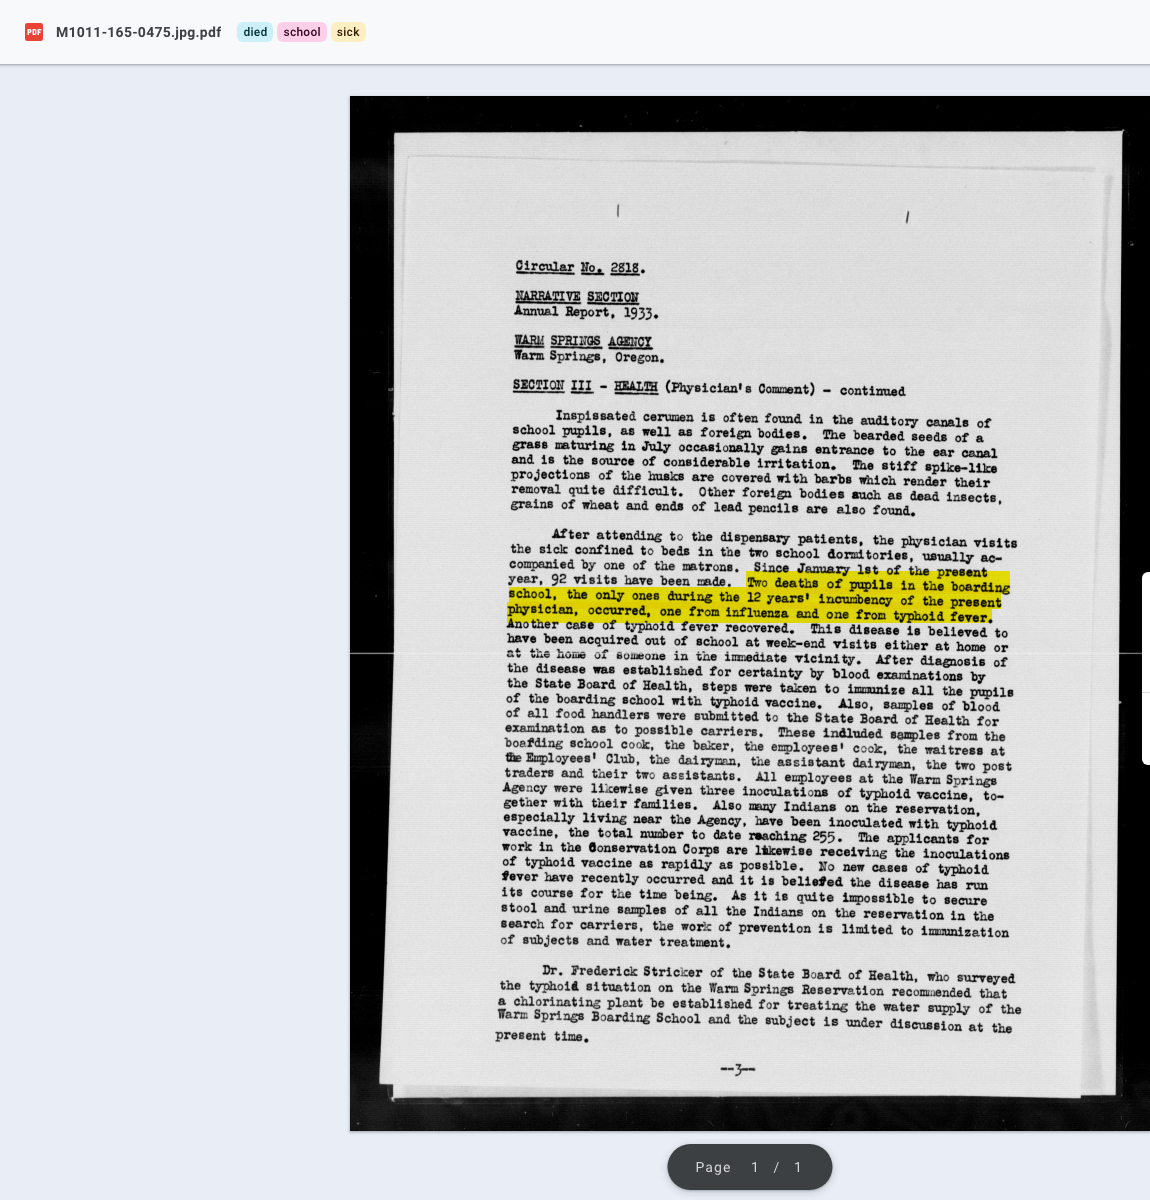 PDF M1011-165-0475.jpg.pdf died school sick
Circular No. 2818.
NARRATIVE SECTION
Annual Report, 1933.
WARM SPRINGS AGENCY
Warm Springs, Oregon.
SECTION III - HEALTH (Physician's Comment) - continued
Inspissated cerumen is often found in the auditory canals of
school pupils, as well as foreign bodies. The bearded seeds of a
grass maturing in July occasionally gains entrance to the ear canal
and is the source of considerable irritation. The stiff spike-like
projections of the husks are covered with barbs which render their
removal quite difficult. Other foreign bodies such as dead insects,
grains of wheat and ends of lead pencils are also found.
After attending to the dispensary patients, the physician visits
the sick confined to beds in the two school dormitories, usually ac-
companied by one of the matrons. Since January 1st of the present
year, 92 visits have been made. Two deaths of pupils in the boarding
school, the only ones during the 12 years' incumbency of the present
physician, occurred, one from influenza and one from typhoid fever.
Another case of typhoid fever recovered. This disease is believed to
have been acquired out of school at week-end visits either at home or
at the home of someone in the immediate vicinity. After diagnosis of
the disease was established for certainty by blood examinations by
the State Board of Health, steps were taken to immunize all the pupils
of the boarding school with typhoid vaccine. Also, samples of blood
of all food handlers were submitted to the State Board of Health for
examination as to possible carriers. These indluded samples from the
boafding school cook, the baker, the employees' cook, the waitress at
the Employees' Club, the dairyman, the assistant dairyman, the two post
traders and their two assistants. All employees at the Warm Springs
Agency were likewise given three inoculations of typhoid vaccine, to-
gether with their families. Also many Indians on the reservation,
especially living near the Agency, have been inoculated with typhoid
vaccine, the total number to date reaching 255. The applicants for
work in the Conservation Corps are likewise receiving the inoculations
of typhoid vaccine as rapidly as possible. No new cases of typhoid
fever have recently occurred and it is beliefed the disease has run
its course for the time being. As it is quite impossible to secure
stool and urine samples of all the Indians on the reservation in the
search for carriers, the work of prevention is limited to immunization
of subjects and water treatment.
Dr. Frederick Stricker of the State Board of Health, who surveyed
the typhoid situation on the Warm Springs Reservation recommended that
a chlorinating plant be established for treating the water supply of the
Warm Springs Boarding School and the subject is under discussion at the
present time.
--3--
Page 1 / 1